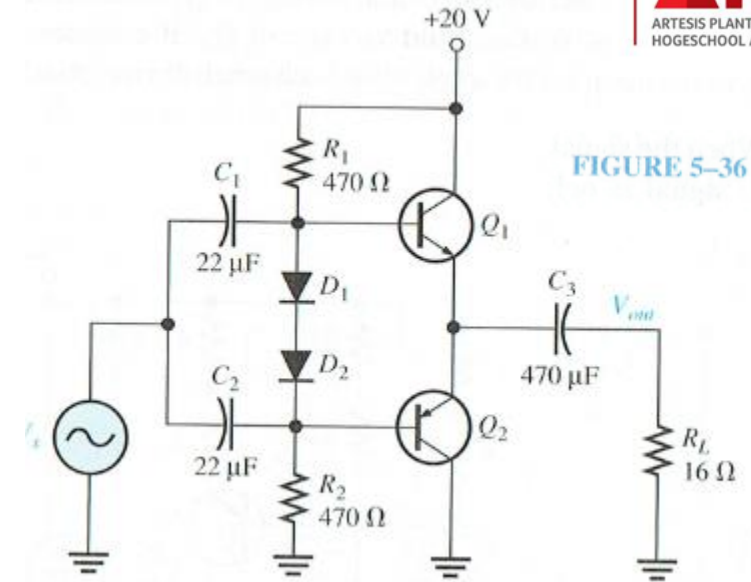 +20 V
ARTESIS PLANT
HOGESCHOOL A
R1
470 Ω
FIGURE 5–36
C1
Q1
22 μF
D1
C3
Vout
D2
470 μF
C2
Q2
22 μF
RL
16 Ω
R2
470 Ω